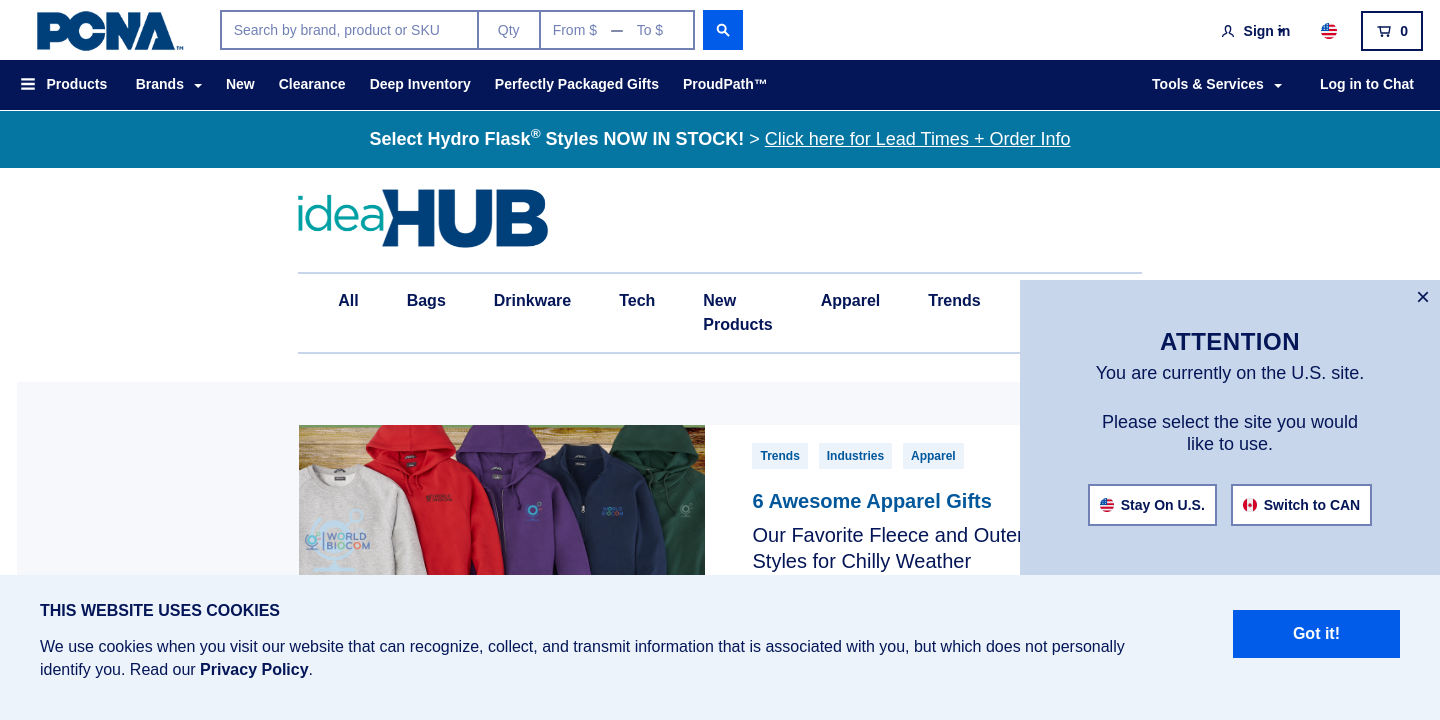 PCNA™
Search by brand, product or SKU
Qty
From $ — To $
Sign in
0
Products
Brands
New
Clearance
Deep Inventory
Perfectly Packaged Gifts
ProudPath™
Tools & Services
Log in to Chat
Select Hydro Flask® Styles NOW IN STOCK! > Click here for Lead Times + Order Info
ideaHUB
All
Bags
Drinkware
Tech
New
Products
Apparel
Trends
×
ATTENTION
You are currently on the U.S. site.
Please select the site you would
like to use.
Stay On U.S.
Switch to CAN
WORLD
BIOCOM
WORLD
BIOCOM
Trends
Industries
Apparel
6 Awesome Apparel Gifts
Our Favorite Fleece and Outer
Styles for Chilly Weather
THIS WEBSITE USES COOKIES
We use cookies when you visit our website that can recognize, collect, and transmit information that is associated with you, but which does not personally
identify you. Read our Privacy Policy.
Got it!